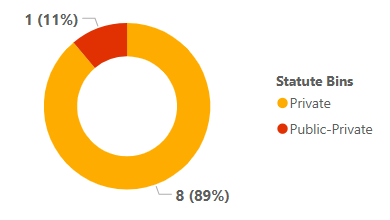 1 (11%)
Statute Bins
Private
Public-Private
8 (89%)